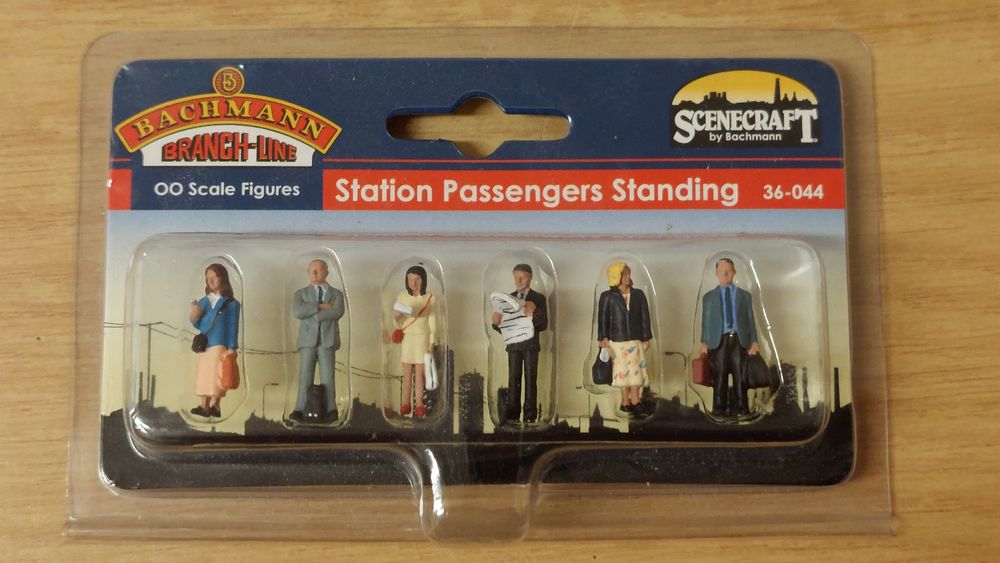 B
BACHMANN
BRANCH-LINE
SCENECRAFT
by Bachmann
OO Scale Figures
Station Passengers Standing 36-044